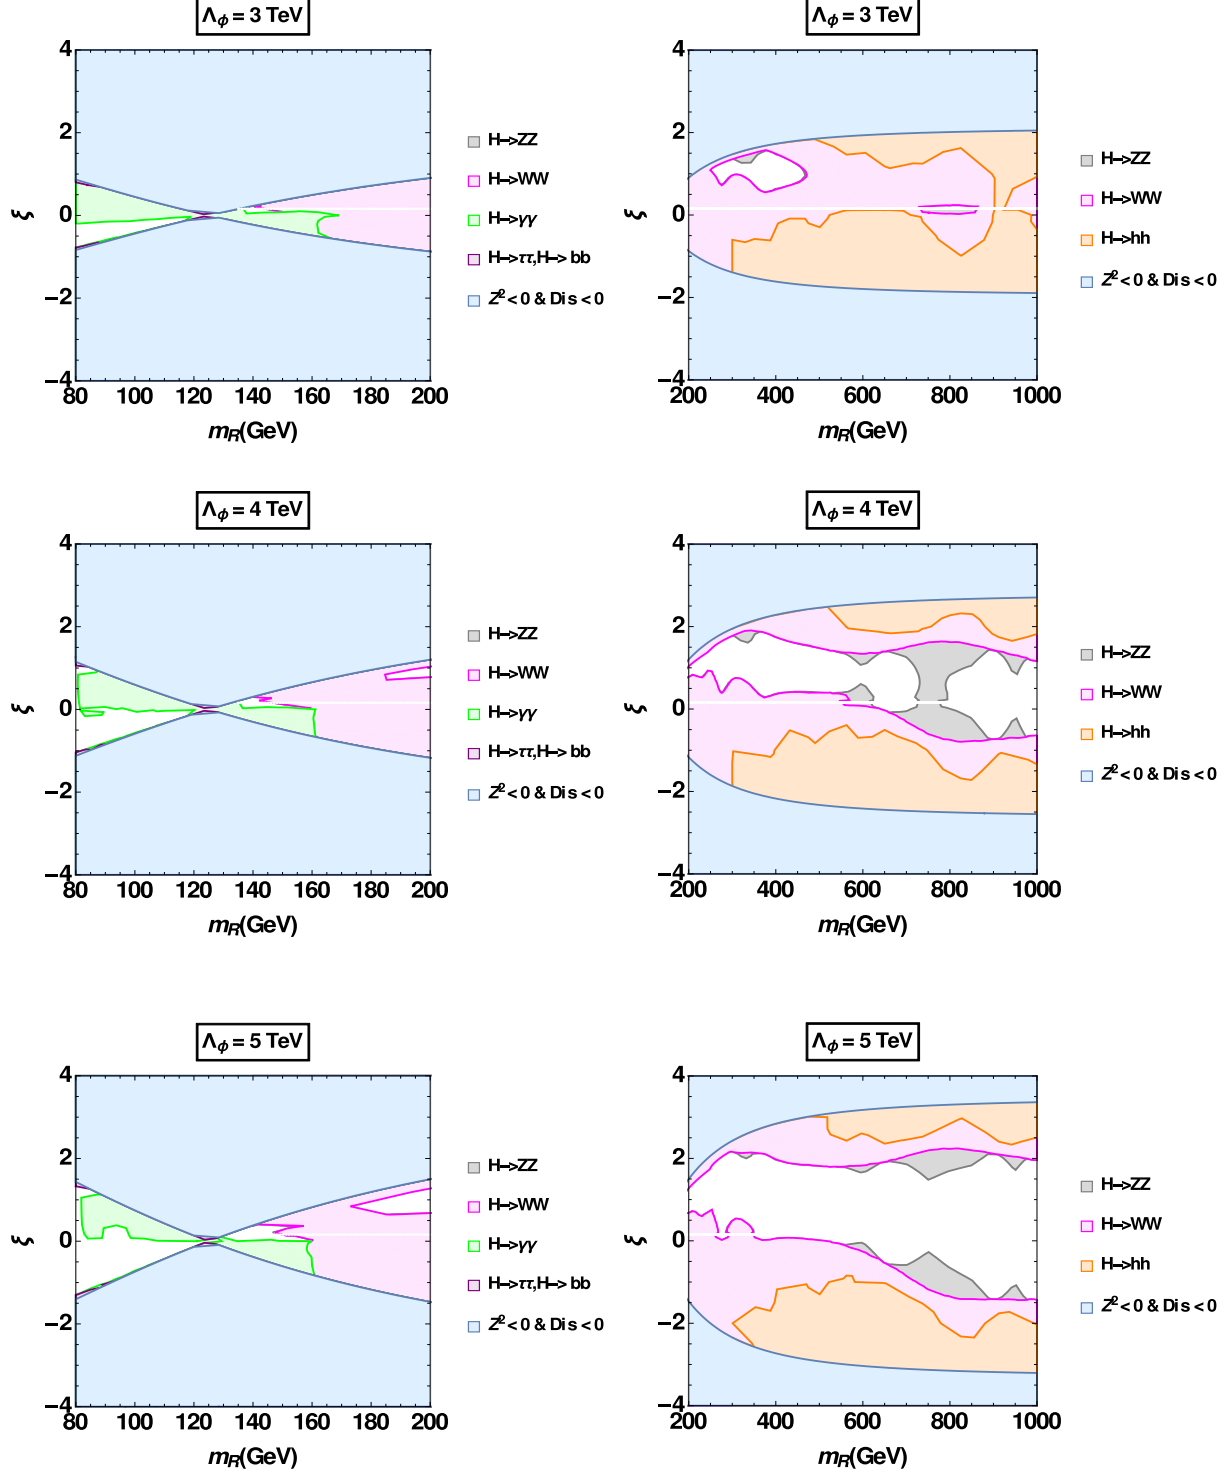 Λϕ = 3 TeV
4
2
0
−2
−4
ξ
80 100 120 140 160 180 200
mR(GeV)
H−>ZZ
H−>WW
H−>γγ
H−>ττ,H−> bb
Z² < 0 & Dis < 0
Λϕ = 3 TeV
4
2
0
−2
−4
ξ
200 400 600 800 1000
mR(GeV)
H−>ZZ
H−>WW
H−>hh
Z² < 0 & Dis < 0
Λϕ = 4 TeV
4
2
0
−2
−4
ξ
80 100 120 140 160 180 200
mR(GeV)
H−>ZZ
H−>WW
H−>γγ
H−>ττ,H−> bb
Z² < 0 & Dis < 0
Λϕ = 4 TeV
4
2
0
−2
−4
ξ
200 400 600 800 1000
mR(GeV)
H−>ZZ
H−>WW
H−>hh
Z² < 0 & Dis < 0
Λϕ = 5 TeV
4
2
0
−2
−4
ξ
80 100 120 140 160 180 200
mR(GeV)
H−>ZZ
H−>WW
H−>γγ
H−>ττ,H−> bb
Z² < 0 & Dis < 0
Λϕ = 5 TeV
4
2
0
−2
−4
ξ
200 400 600 800 1000
mR(GeV)
H−>ZZ
H−>WW
H−>hh
Z² < 0 & Dis < 0